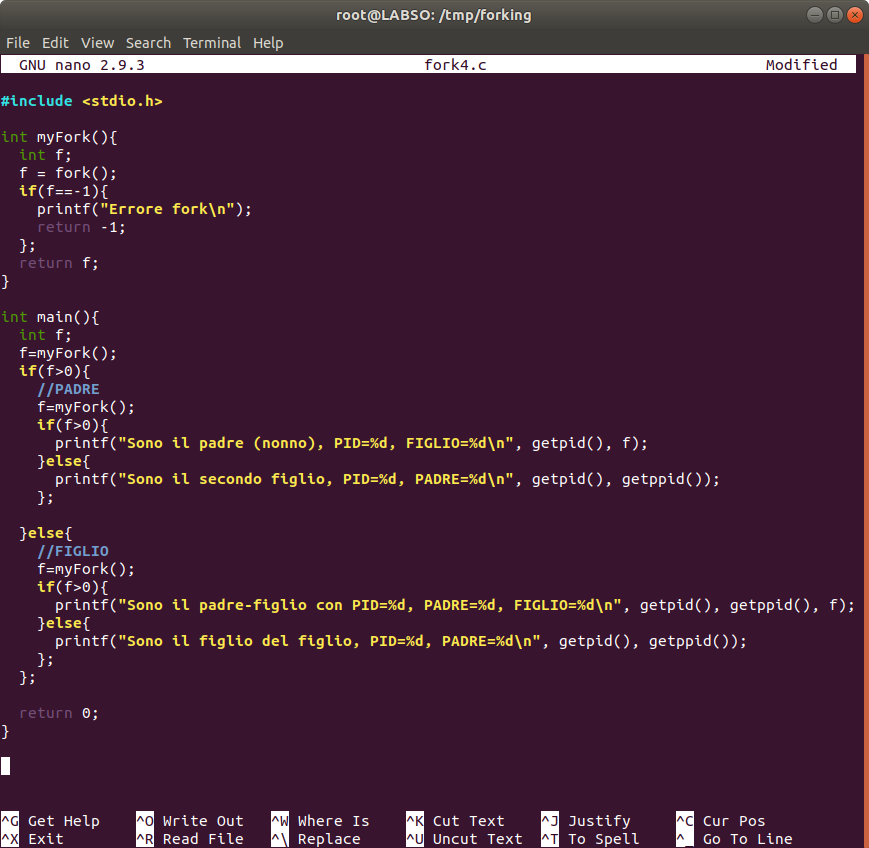 root@LABSO: /tmp/forking
File Edit View Search Terminal Help
GNU nano 2.9.3 fork4.c Modified
#include <stdio.h>
int myFork(){
  int f;
  f = fork();
  if(f==-1){
    printf("Errore fork\n");
    return -1;
  };
  return f;
}
int main(){
  int f;
  f=myFork();
  if(f>0){
    //PADRE
    f=myFork();
    if(f>0){
      printf("Sono il padre (nonno), PID=%d, FIGLIO=%d\n", getpid(), f);
    }else{
      printf("Sono il secondo figlio, PID=%d, PADRE=%d\n", getpid(), getppid());
    };
  }else{
    //FIGLIO
    f=myFork();
    if(f>0){
      printf("Sono il padre-figlio con PID=%d, PADRE=%d, FIGLIO=%d\n", getpid(), getppid(), f);
    }else{
      printf("Sono il figlio del figlio, PID=%d, PADRE=%d\n", getpid(), getppid());
    };
  };
  return 0;
}
^G Get Help ^O Write Out ^W Where Is ^K Cut Text ^J Justify ^C Cur Pos
^X Exit ^R Read File ^\ Replace ^U Uncut Text ^T To Spell ^_ Go To Line